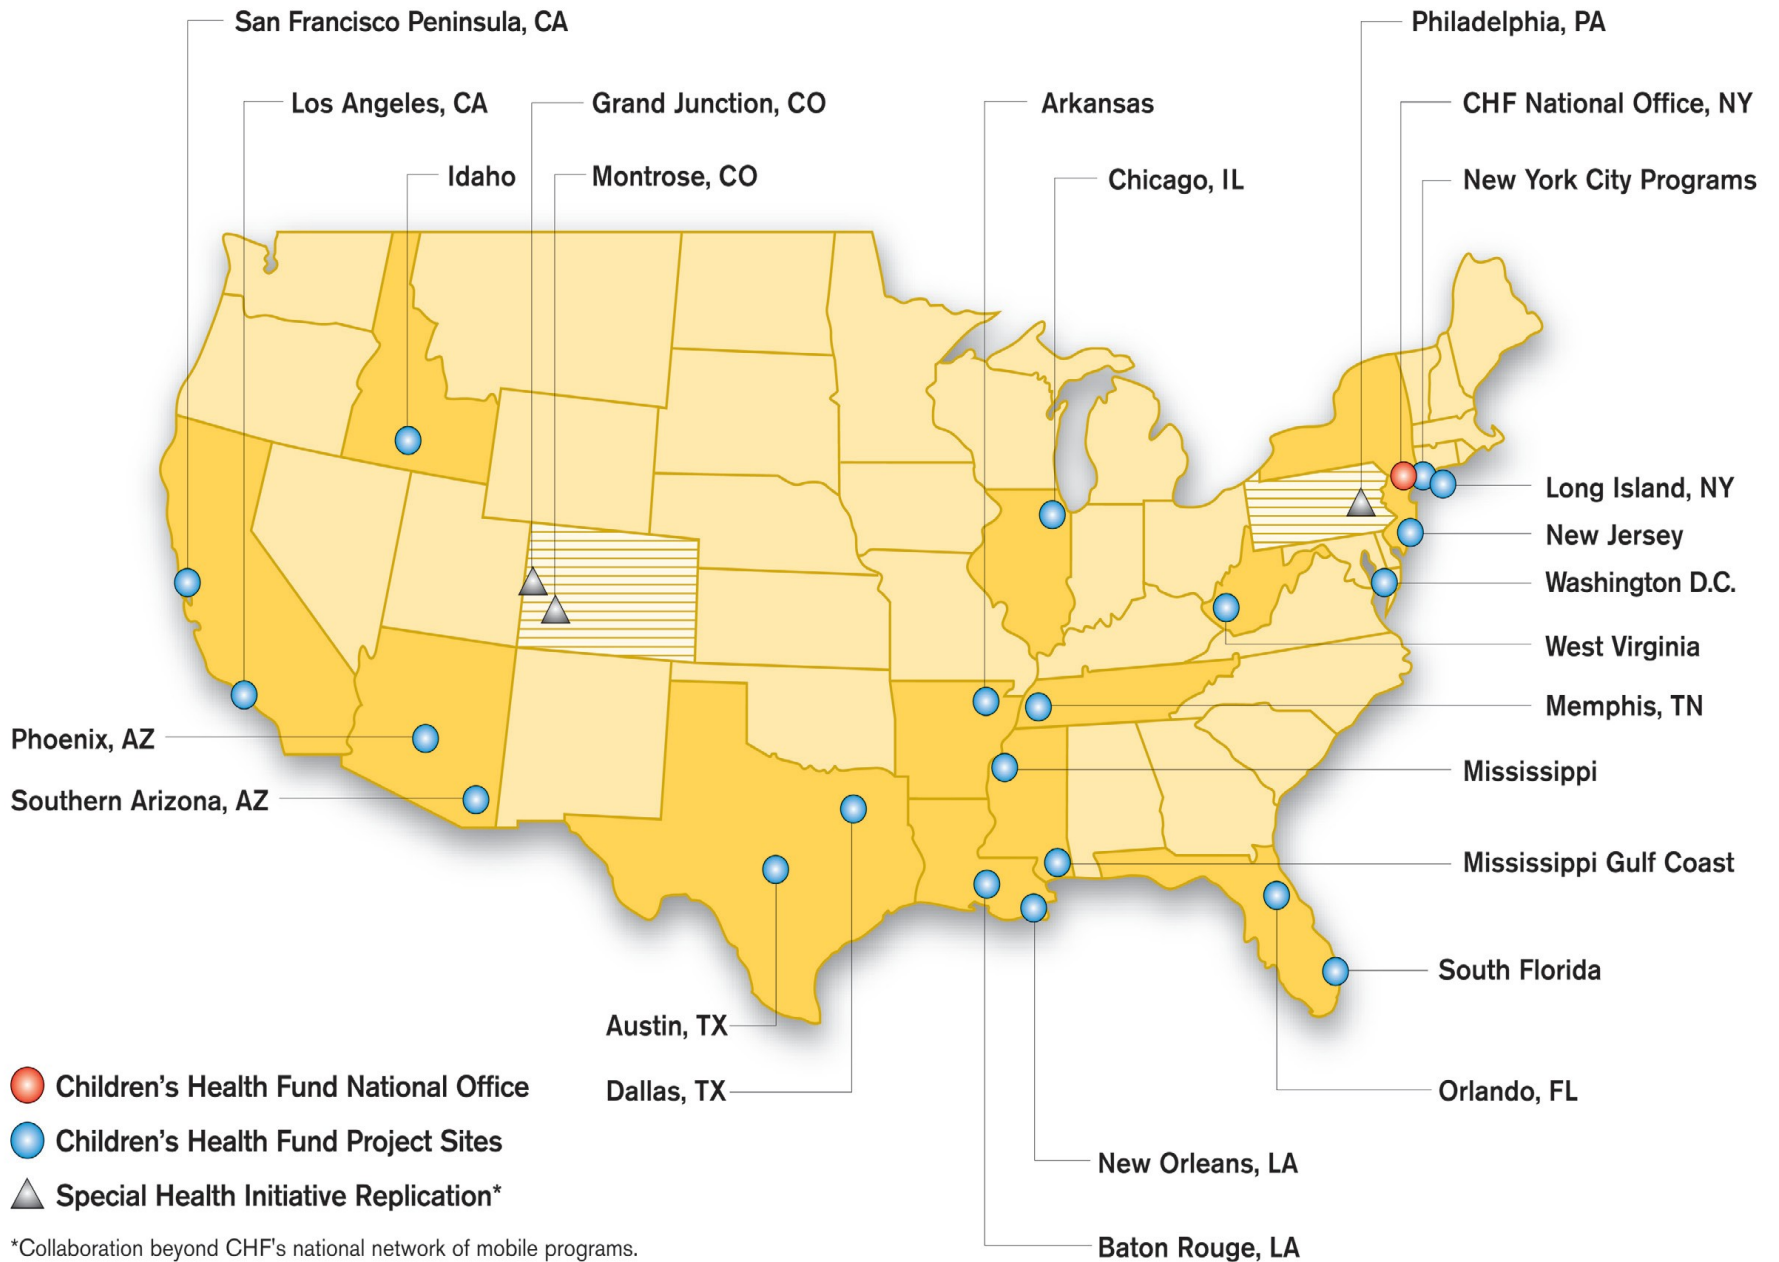 San Francisco Peninsula, CA
Philadelphia, PA
Los Angeles, CA
Grand Junction, CO
Arkansas
CHF National Office, NY
Idaho
Montrose, CO
Chicago, IL
New York City Programs
Long Island, NY
New Jersey
Washington D.C.
West Virginia
Memphis, TN
Phoenix, AZ
Mississippi
Southern Arizona, AZ
Mississippi Gulf Coast
South Florida
Austin, TX
Dallas, TX
Orlando, FL
New Orleans, LA
Baton Rouge, LA
Children’s Health Fund National Office
Children’s Health Fund Project Sites
Special Health Initiative Replication*
*Collaboration beyond CHF's national network of mobile programs.